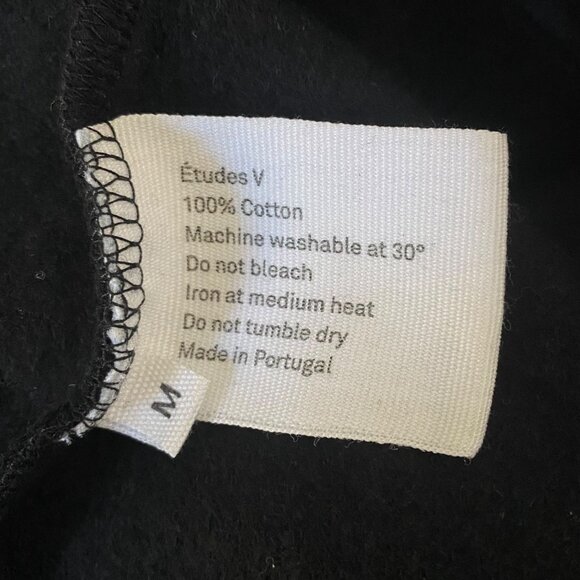 Études V
100% Cotton
Machine washable at 30°
Do not bleach
Iron at medium heat
Do not tumble dry
Made in Portugal
M